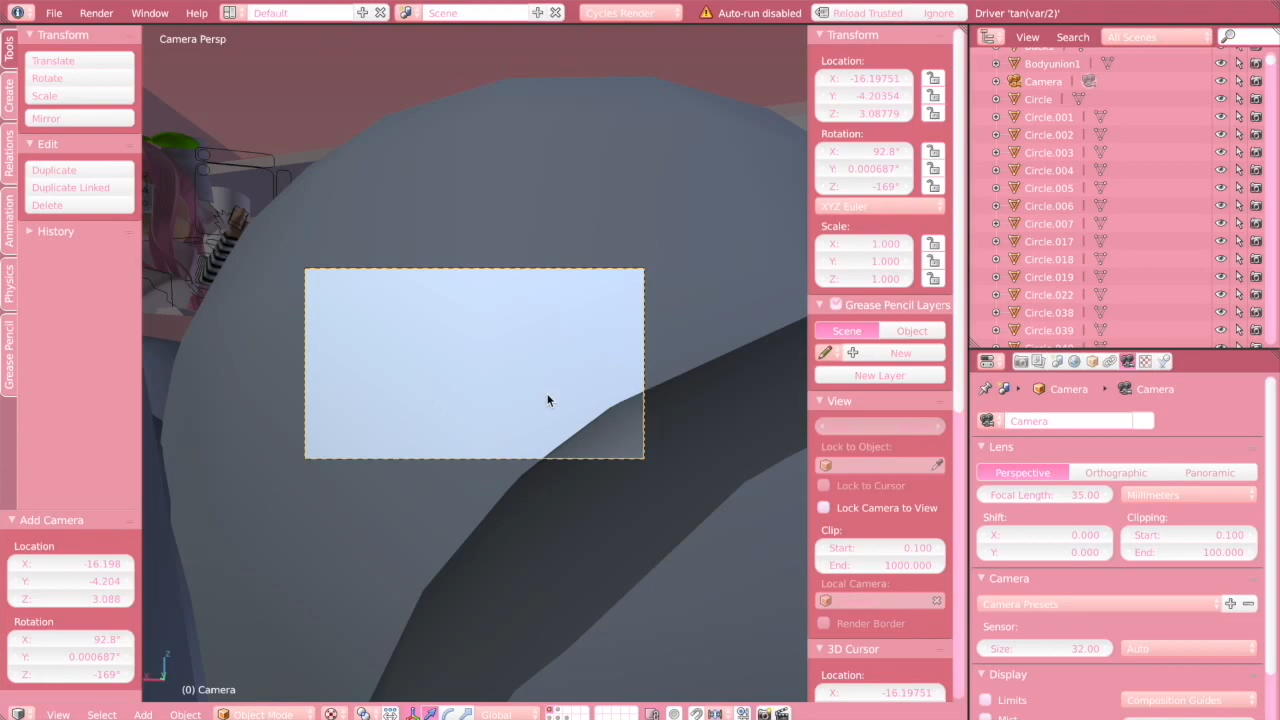 File Render Window Help Default Scene Cycles Render Auto-run disabled Reload Trusted Ignore Driver 'tan(var/2)'
Tools
Create
Relations
Animation
Physics
Grease Pencil
Transform
Translate
Rotate
Scale
Mirror
Edit
Duplicate
Duplicate Linked
Delete
History
Add Camera
Location
X: -16.198
Y: -4.204
Z: 3.088
Rotation
X: 92.8°
Y: 0.000687°
Z: -169°
Camera Persp
(0) Camera
View Select Add Object Object Mode Global
Transform
Location:
X: -16.19751
Y: -4.20354
Z: 3.08779
Rotation:
X: 92.8°
Y: 0.000687°
Z: -169°
XYZ Euler
Scale:
X: 1.000
Y: 1.000
Z: 1.000
Grease Pencil Layers
Scene Object
New
New Layer
View
Lock to Object:
Lock to Cursor
Lock Camera to View
Clip:
Start: 0.100
End: 1000.000
Local Camera:
Render Border
3D Cursor
Location:
X: -16.19751
View Search All Scenes
Bodyunion1
Camera
Circle
Circle.001
Circle.002
Circle.003
Circle.004
Circle.005
Circle.006
Circle.007
Circle.017
Circle.018
Circle.019
Circle.022
Circle.038
Circle.039
Camera Camera
Camera
Lens
Perspective Orthographic Panoramic
Focal Length: 35.00 Millimeters
Shift: Clipping:
X: 0.000 Start: 0.100
Y: 0.000 End: 100.000
Camera
Camera Presets
Sensor:
Size: 32.00 Auto
Display
Limits Composition Guides